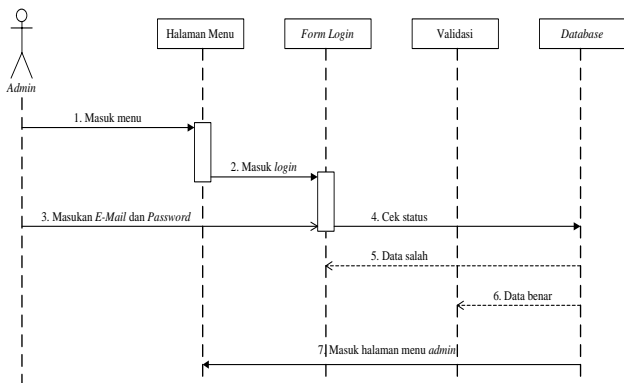 Halaman Menu
Form Login
Validasi
Database
Admin
1. Masuk menu
2. Masuk login
3. Masukan E-Mail dan Password
4. Cek status
5. Data salah
6. Data benar
7. Masuk halaman menu admin